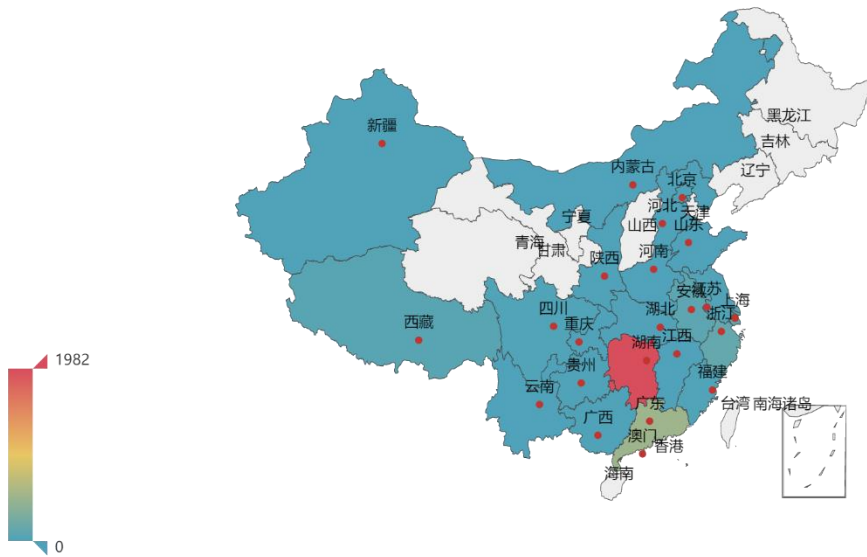 黑龙江
吉林
新疆
辽宁
内蒙古
北京
河北
天津
宁夏
山西
山东
青海
甘肃
陕西
河南
安徽
江苏
上海
西藏
四川
湖北
浙江
重庆
湖南
江西
1982
贵州
福建
云南
广东
台湾
南海诸岛
广西
澳门
香港
海南
0